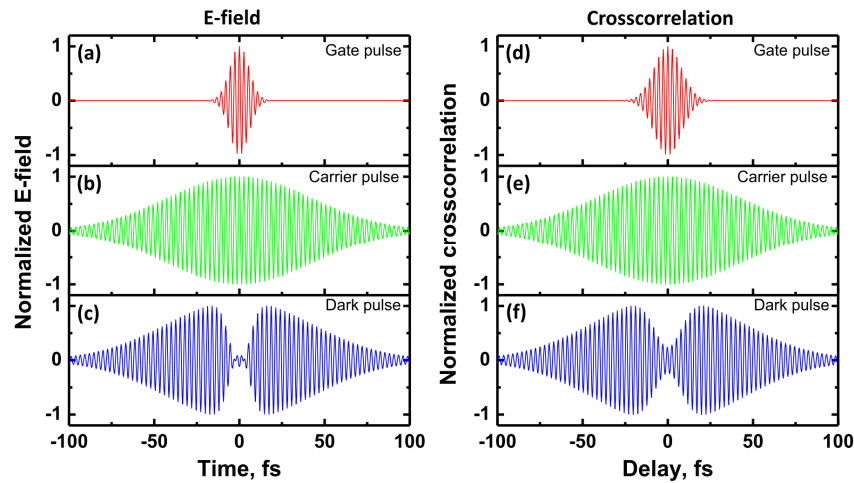 E-field
Crosscorrelation
(a)
Gate pulse
1
0
-1
(b)
Carrier pulse
1
0
-1
(c)
Dark pulse
1
0
-1
-100
-50
0
50
100
Time, fs
Normalized E-field
(d)
Gate pulse
1
0
-1
(e)
Carrier pulse
1
0
-1
(f)
Dark pulse
1
0
-1
-100
-50
0
50
100
Delay, fs
Normalized crosscorrelation